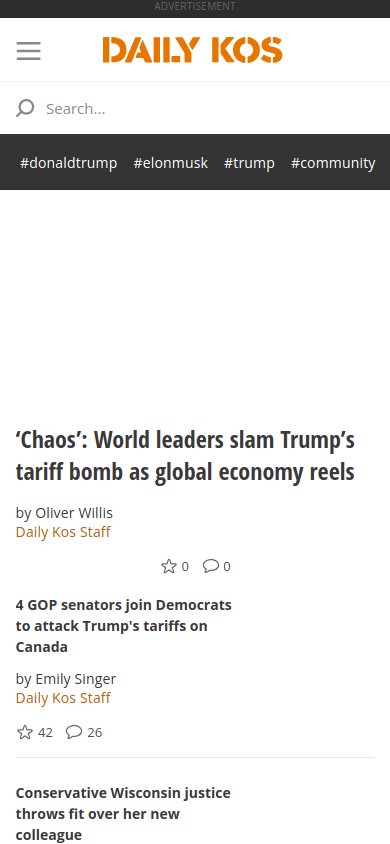 ADVERTISEMENT
DAILY KOS
Search...
#donaldtrump #elonmusk #trump #community
‘Chaos’: World leaders slam Trump’s
tariff bomb as global economy reels
by Oliver Willis
Daily Kos Staff
0 0
4 GOP senators join Democrats
to attack Trump's tariffs on
Canada
by Emily Singer
Daily Kos Staff
42 26
Conservative Wisconsin justice
throws fit over her new
colleague